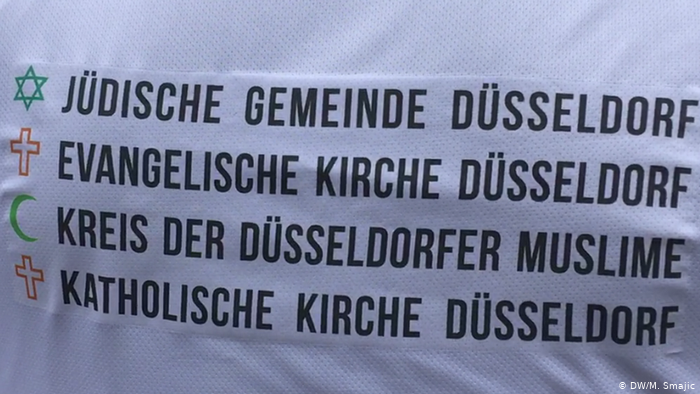 JÜDISCHE GEMEINDE DÜSSELDORF
EVANGELISCHE KIRCHE DÜSSELDORF
KREIS DER DÜSSELDORFER MUSLIME
KATHOLISCHE KIRCHE DÜSSELDORF
© DW/M. Smajic